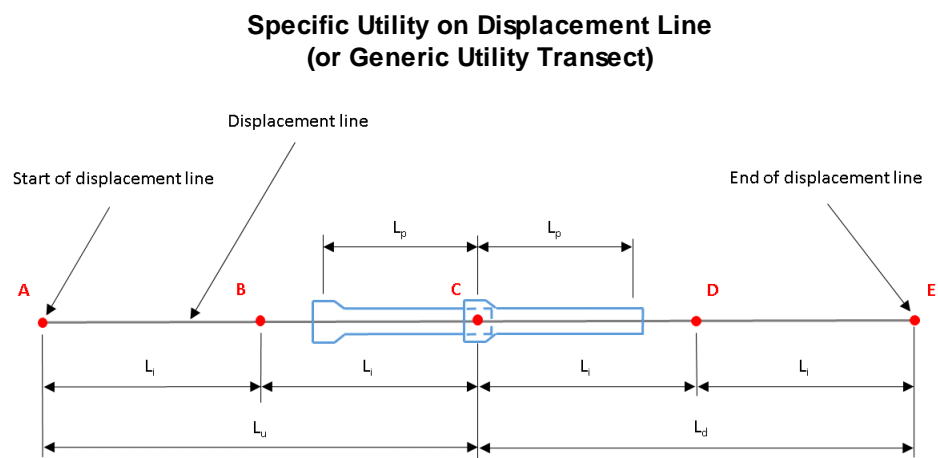 Specific Utility on Displacement Line
(or Generic Utility Transect)
Displacement line
Start of displacement line
End of displacement line
Lp
Lp
A
B
C
D
E
Li
Li
Li
Li
Lu
Ld